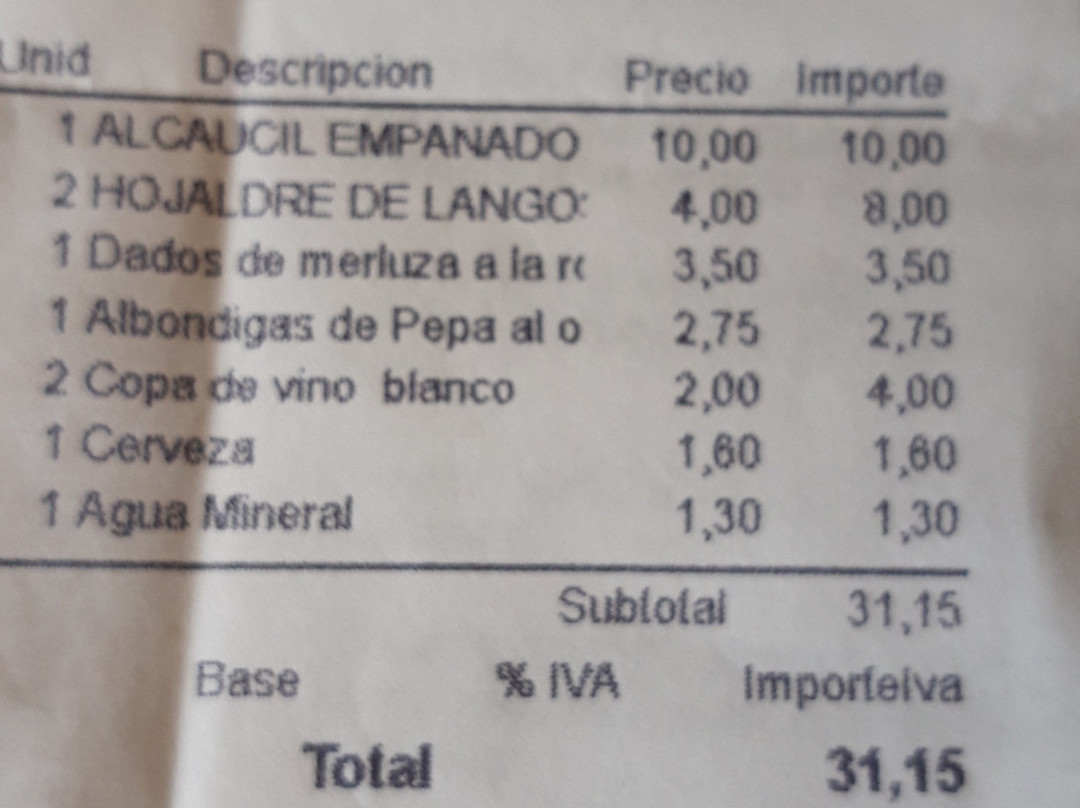 Unid Descripcion Precio Importe
1 ALCAUCIL EMPANADO 10,00 10,00
2 HOJALDRE DE LANGO 4,00 8,00
1 Dados de merluza a la 3,50 3,50
1 Albondigas de Pepa al o 2,75 2,75
2 Copa de vino blanco 2,00 4,00
1 Cerveza 1,60 1,60
1 Agua Mineral 1,30 1,30
Subtotal 31,15
Base % IVA ImporteIva
Total 31,15